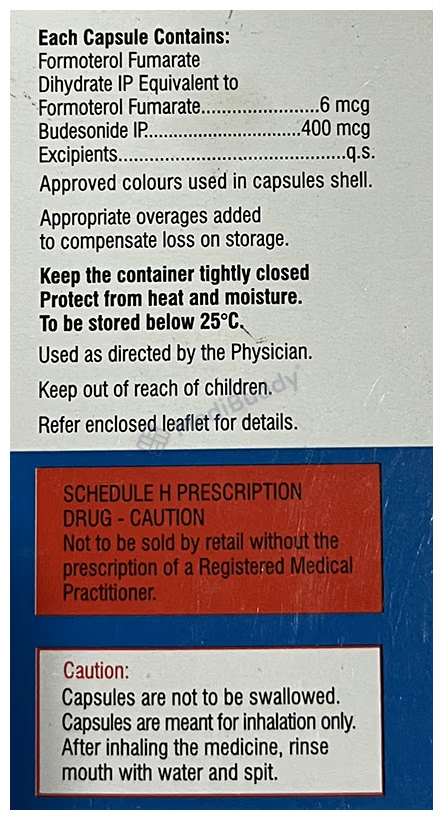 Each Capsule Contains:
Formoterol Fumarate
Dihydrate IP Equivalent to
Formoterol Fumarate.......................6 mcg
Budesonide IP.............................400 mcg
Excipients............................................q.s.
Approved colours used in capsules shell.
Appropriate overages added
to compensate loss on storage.
Keep the container tightly closed
Protect from heat and moisture.
To be stored below 25°C.
Used as directed by the Physician.
Keep out of reach of children.
MediBuddy
Refer enclosed leaflet for details.
SCHEDULE H PRESCRIPTION
DRUG - CAUTION
Not to be sold by retail without the
prescription of a Registered Medical
Practitioner.
Caution:
Capsules are not to be swallowed.
Capsules are meant for inhalation only.
After inhaling the medicine, rinse
mouth with water and spit.